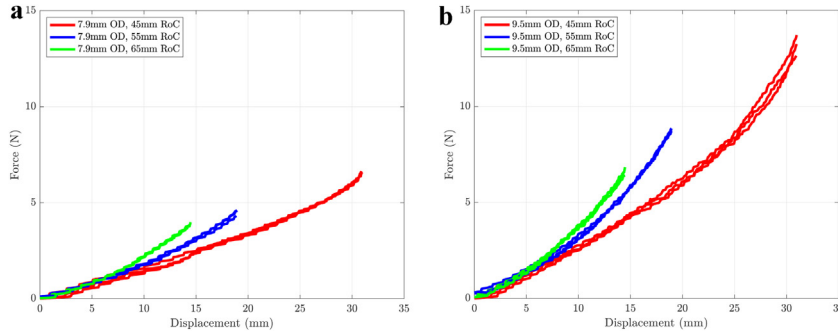 a
15
10
5
0
Force (N)
7.9mm OD, 45mm RoC
7.9mm OD, 55mm RoC
7.9mm OD, 65mm RoC
0 5 10 15 20 25 30 35
Displacement (mm)
b
15
10
5
0
Force (N)
9.5mm OD, 45mm RoC
9.5mm OD, 55mm RoC
9.5mm OD, 65mm RoC
0 5 10 15 20 25 30 35
Displacement (mm)